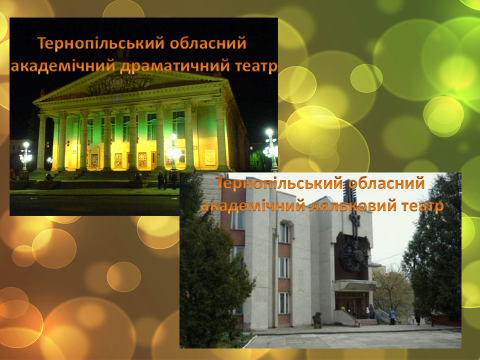 Тернопільський обласний
академічний драматичний театр
Тернопільський обласний
академічний ляльковий театр